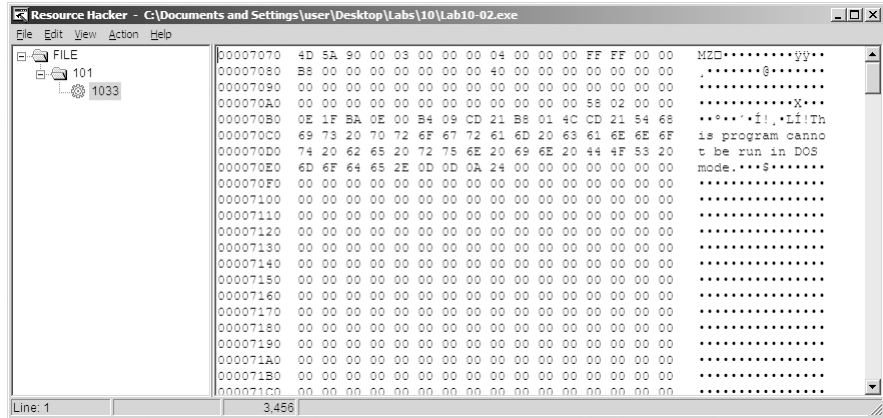 Resource Hacker - C:\Documents and Settings\user\Desktop\Labs\10\Lab10-02.exe
File Edit View Action Help
FILE
101
1033
00007070 4D 5A 90 00 03 00 00 00 04 00 00 00 FF FF 00 00 MZ□•••••••••ÿÿ••
00007080 B8 00 00 00 00 00 00 00 40 00 00 00 00 00 00 00 ¸•••••••@•••••••
00007090 00 00 00 00 00 00 00 00 00 00 00 00 00 00 00 00 ••••••••••••••••
000070A0 00 00 00 00 00 00 00 00 00 00 00 00 58 02 00 00 ••••••••••••X•••
000070B0 0E 1F BA 0E 00 B4 09 CD 21 B8 01 4C CD 21 54 68 ••º••´•Í!¸•LÍ!Th
000070C0 69 73 20 70 72 6F 67 72 61 6D 20 63 61 6E 6E 6F is program canno
000070D0 74 20 62 65 20 72 75 6E 20 69 6E 20 44 4F 53 20 t be run in DOS
000070E0 6D 6F 64 65 2E 0D 0D 0A 24 00 00 00 00 00 00 00 mode.•••$•••••••
000070F0 00 00 00 00 00 00 00 00 00 00 00 00 00 00 00 00 ••••••••••••••••
00007100 00 00 00 00 00 00 00 00 00 00 00 00 00 00 00 00 ••••••••••••••••
00007110 00 00 00 00 00 00 00 00 00 00 00 00 00 00 00 00 ••••••••••••••••
00007120 00 00 00 00 00 00 00 00 00 00 00 00 00 00 00 00 ••••••••••••••••
00007130 00 00 00 00 00 00 00 00 00 00 00 00 00 00 00 00 ••••••••••••••••
00007140 00 00 00 00 00 00 00 00 00 00 00 00 00 00 00 00 ••••••••••••••••
00007150 00 00 00 00 00 00 00 00 00 00 00 00 00 00 00 00 ••••••••••••••••
00007160 00 00 00 00 00 00 00 00 00 00 00 00 00 00 00 00 ••••••••••••••••
00007170 00 00 00 00 00 00 00 00 00 00 00 00 00 00 00 00 ••••••••••••••••
00007180 00 00 00 00 00 00 00 00 00 00 00 00 00 00 00 00 ••••••••••••••••
00007190 00 00 00 00 00 00 00 00 00 00 00 00 00 00 00 00 ••••••••••••••••
000071A0 00 00 00 00 00 00 00 00 00 00 00 00 00 00 00 00 ••••••••••••••••
000071B0 00 00 00 00 00 00 00 00 00 00 00 00 00 00 00 00 ••••••••••••••••
000071C0 00 00 00 00 00 00 00 00 00 00 00 00 00 00 00 00 ••••••••••••••••
Line: 1 3,456